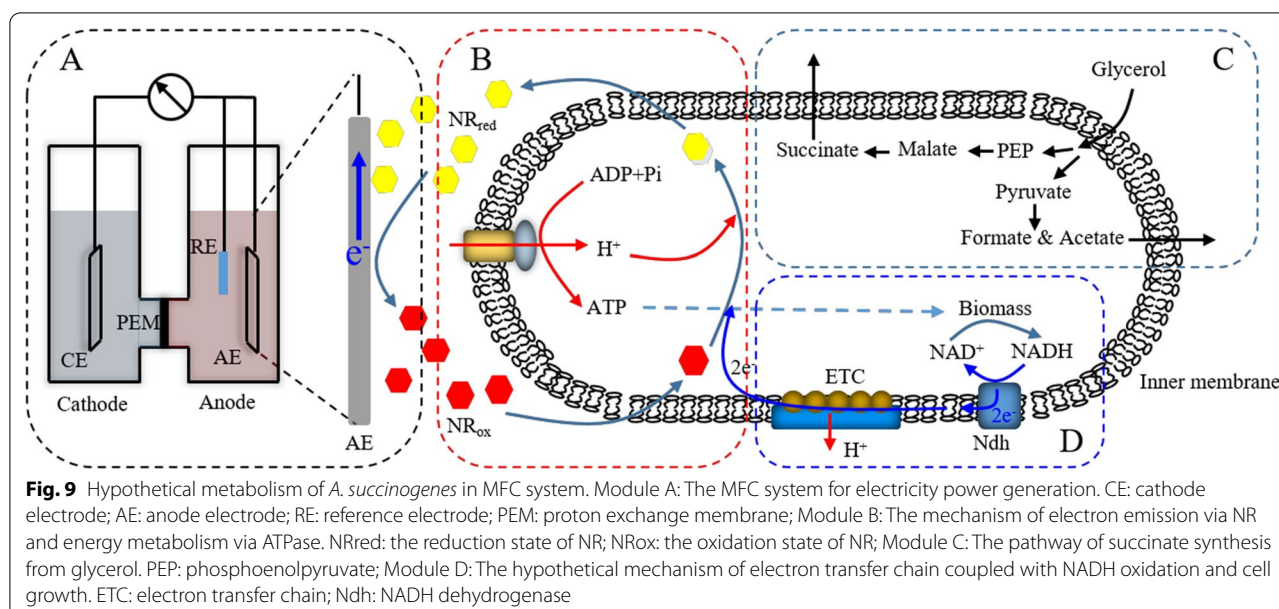 A
B
C
Glycerol
NRred
ADP+Pi
Succinate
Malate
PEP
Pyruvate
RE
e-
H+
Formate & Acetate
PEM
ATP
Biomass
CE
AE
2e-
NAD+
NADH
ETC
Cathode
Anode
Inner membrane
2e-
AE
NRox
H+
Ndh
D
Fig. 9 Hypothetical metabolism of A. succinogenes in MFC system. Module A: The MFC system for electricity power generation. CE: cathode
electrode; AE: anode electrode; RE: reference electrode; PEM: proton exchange membrane; Module B: The mechanism of electron emission via NR
and energy metabolism via ATPase. NRred: the reduction state of NR; NRox: the oxidation state of NR; Module C: The pathway of succinate synthesis
from glycerol. PEP: phosphoenolpyruvate; Module D: The hypothetical mechanism of electron transfer chain coupled with NADH oxidation and cell
growth. ETC: electron transfer chain; Ndh: NADH dehydrogenase